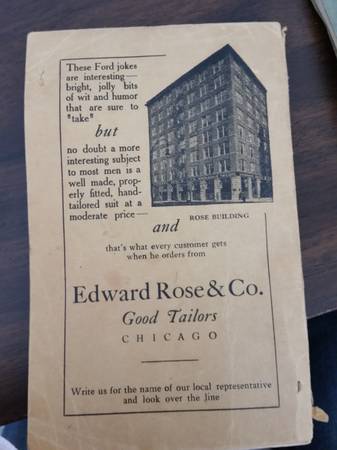 These Ford jokes
are interesting—
bright, jolly bits
of wit and humor
that are sure to
"take"
but
no doubt a more
interesting subject
to most men is a
well made, prop-
erly fitted, hand-
tailored suit at a
moderate price—
ROSE BUILDING
and
that's what every customer gets
when he orders from
Edward Rose & Co.
Good Tailors
CHICAGO
Write us for the name of our local representative
and look over the line